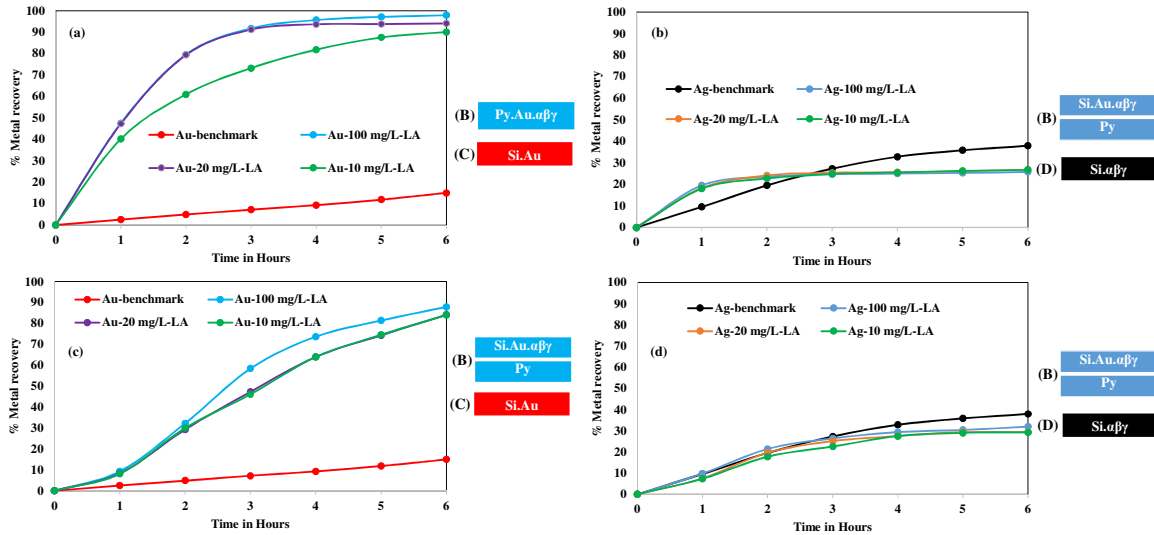 100
90
80
70
60
50
40
30
20
10
0
% Metal recovery
(a)
Au-benchmark
Au-100 mg/L-LA
Au-20 mg/L-LA
Au-10 mg/L-LA
0 1 2 3 4 5 6
Time in Hours
(B) Py.Au.αβγ
(C) Si.Au
100
90
80
70
60
50
40
30
20
10
0
% Metal recovery
(b)
Ag-benchmark
Ag-100 mg/L-LA
Ag-20 mg/L-LA
Ag-10 mg/L-LA
0 1 2 3 4 5 6
Time in Hours
Si.Au.αβγ
(B)
Py
(D) Si.αβγ
100
90
80
70
60
50
40
30
20
10
0
% Metal recovery
(c)
Au-benchmark
Au-100 mg/L-LA
Au-20 mg/L-LA
Au-10 mg/L-LA
0 1 2 3 4 5 6
Time in Hours
Si.Au.αβγ
(B)
Py
(C) Si.Au
100
90
80
70
60
50
40
30
20
10
0
% Metal recovery
(d)
Ag-benchmark
Ag-100 mg/L-LA
Ag-20 mg/L-LA
Ag-10 mg/L-LA
0 1 2 3 4 5 6
Time in Hours
Si.Au.αβγ
(B)
Py
(D) Si.αβγ